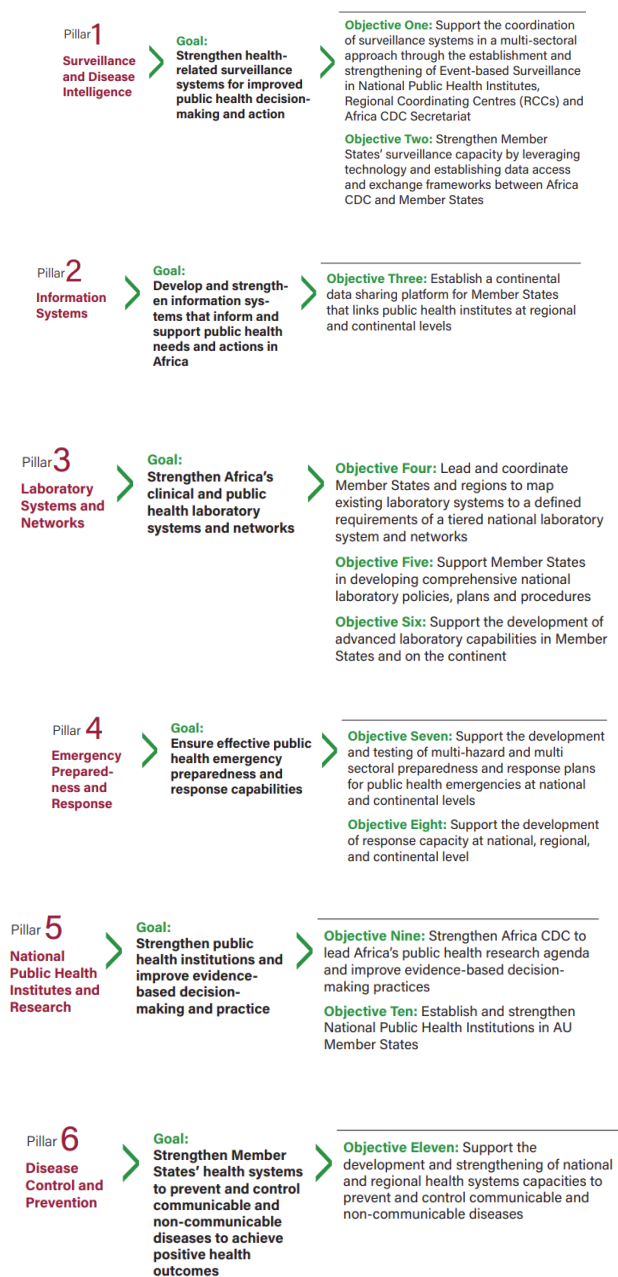 Pillar 1
Surveillance
and Disease
Intelligence
Goal:
Strengthen health-
related surveillance
systems for improved
public health decision-
making and action
Objective One: Support the coordination
of surveillance systems in a multi-sectoral
approach through the establishment and
strengthening of Event-based Surveillance
in National Public Health Institutes,
Regional Coordinating Centres (RCCs) and
Africa CDC Secretariat
Objective Two: Strengthen Member
States' surveillance capacity by leveraging
technology and establishing data access
and exchange frameworks between Africa
CDC and Member States
Pillar 2
Information
Systems
Goal:
Develop and strength-
en information sys-
tems that inform and
support public health
needs and actions in
Africa
Objective Three: Establish a continental
data sharing platform for Member States
that links public health institutes at regional
and continental levels
Pillar 3
Laboratory
Systems and
Networks
Goal:
Strengthen Africa's
clinical and public
health laboratory
systems and networks
Objective Four: Lead and coordinate
Member States and regions to map
existing laboratory systems to a defined
requirements of a tiered national laboratory
system and networks
Objective Five: Support Member States
in developing comprehensive national
laboratory policies, plans and procedures
Objective Six: Support the development of
advanced laboratory capabilities in Member
States and on the continent
Pillar 4
Emergency
Prepared-
ness and
Response
Goal:
Ensure effective public
health emergency
preparedness and
response capabilities
Objective Seven: Support the development
and testing of multi-hazard and multi
sectoral preparedness and response plans
for public health emergencies at national
and continental levels
Objective Eight: Support the development
of response capacity at national, regional,
and continental level
Pillar 5
National
Public Health
Institutes and
Research
Goal:
Strengthen public
health institutions and
improve evidence-
based decision-
making and practice
Objective Nine: Strengthen Africa CDC to
lead Africa's public health research agenda
and improve evidence-based decision-
making practices
Objective Ten: Establish and strengthen
National Public Health Institutions in AU
Member States
Pillar 6
Disease
Control and
Prevention
Goal:
Strengthen Member
States' health systems
to prevent and control
communicable and
non-communicable
diseases to achieve
positive health
outcomes
Objective Eleven: Support the
development and strengthening of national
and regional health systems capacities to
prevent and control communicable and
non-communicable diseases